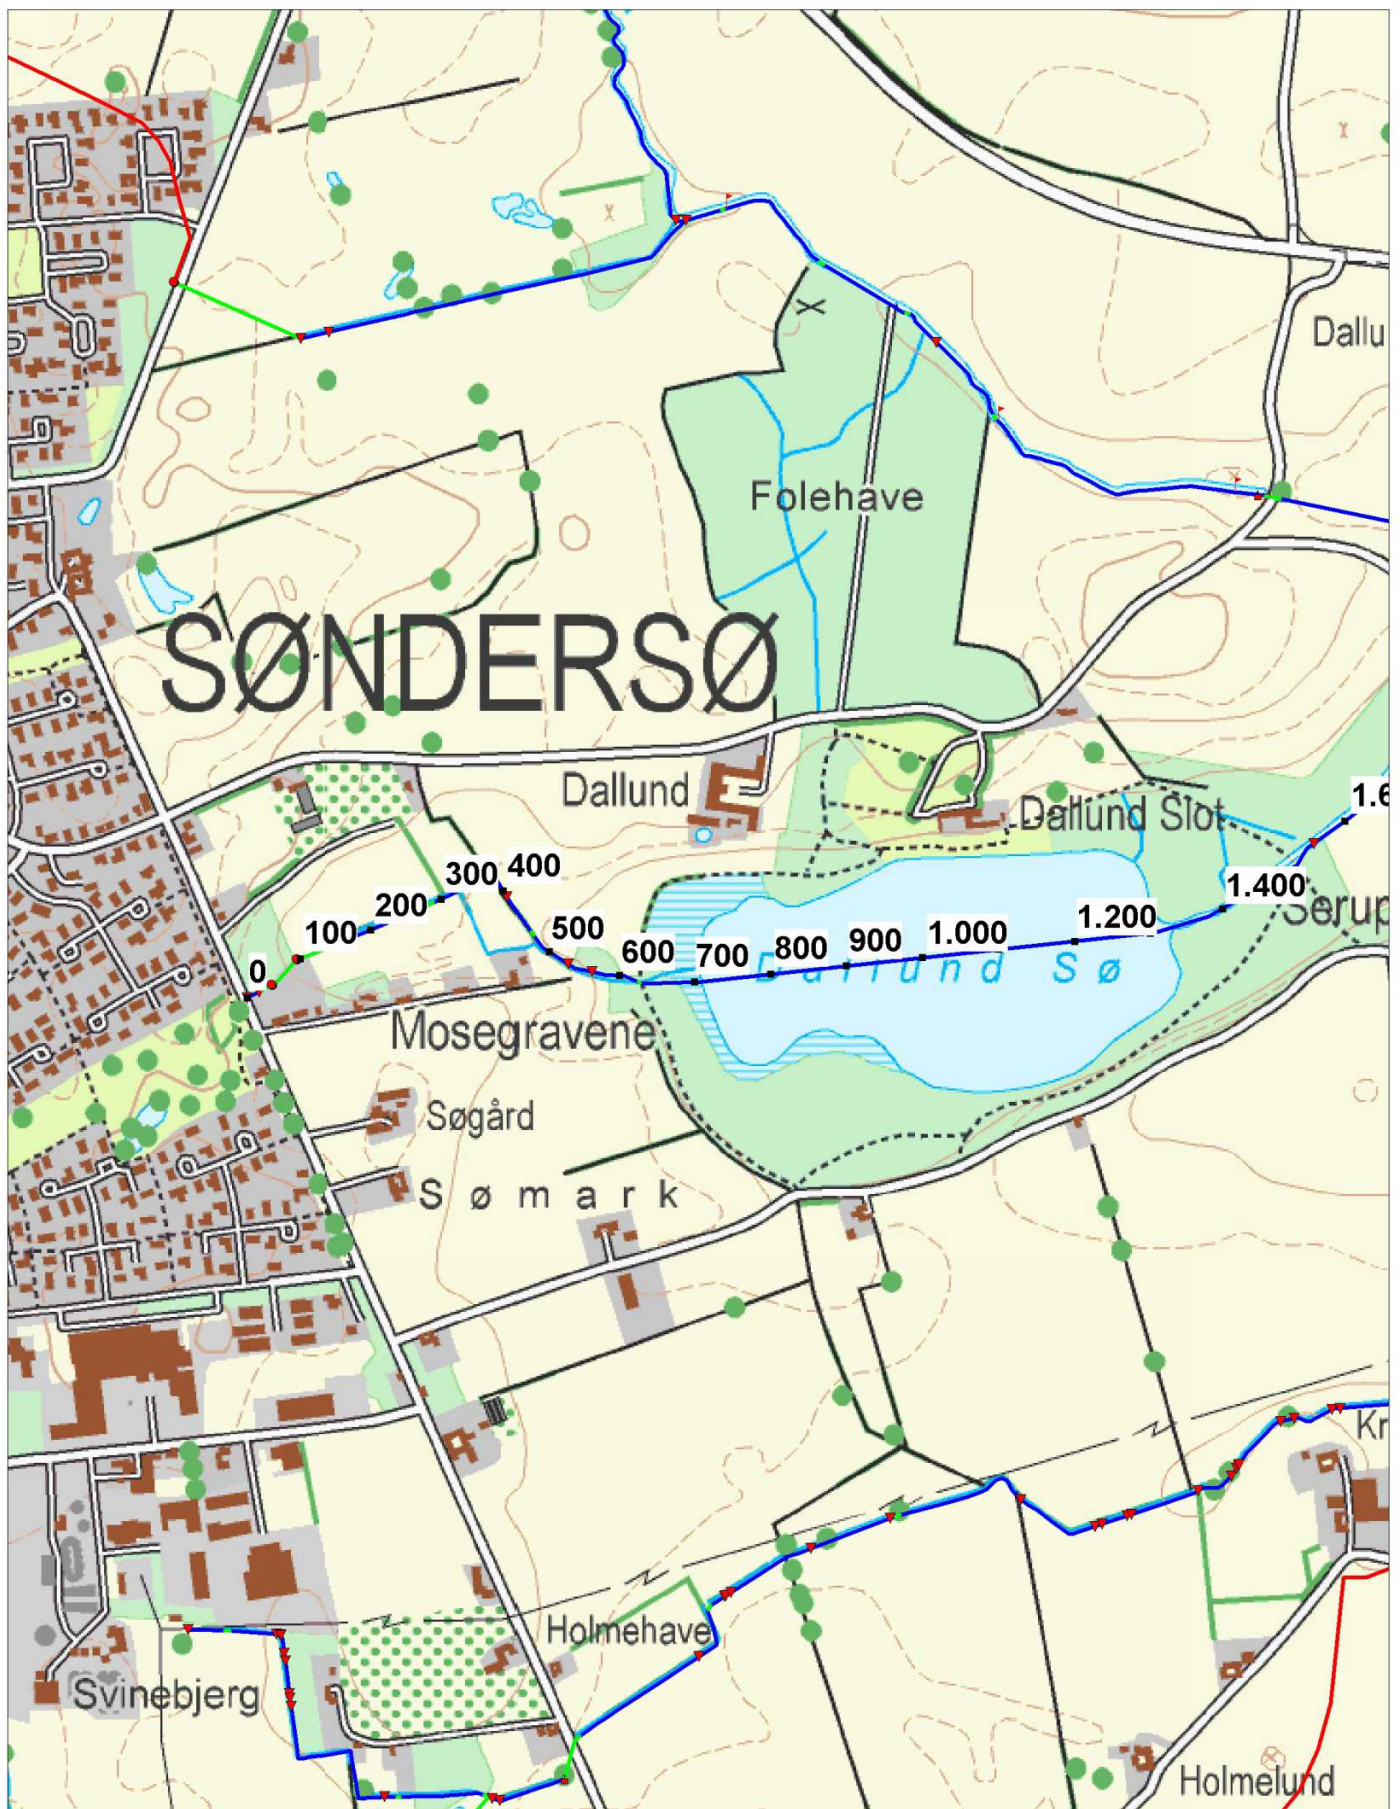 Dallu
Folehave
SØNDERSØ
Dallund
Dallund Slot
1.6
300
400
200
100
0
500
600
700
800
900
1.000
1.200
1.400
Serup
Dallund Sø
Mosegravene
Søgård
Sømark
Kr
Holmehave
Svinebjerg
Holmelund